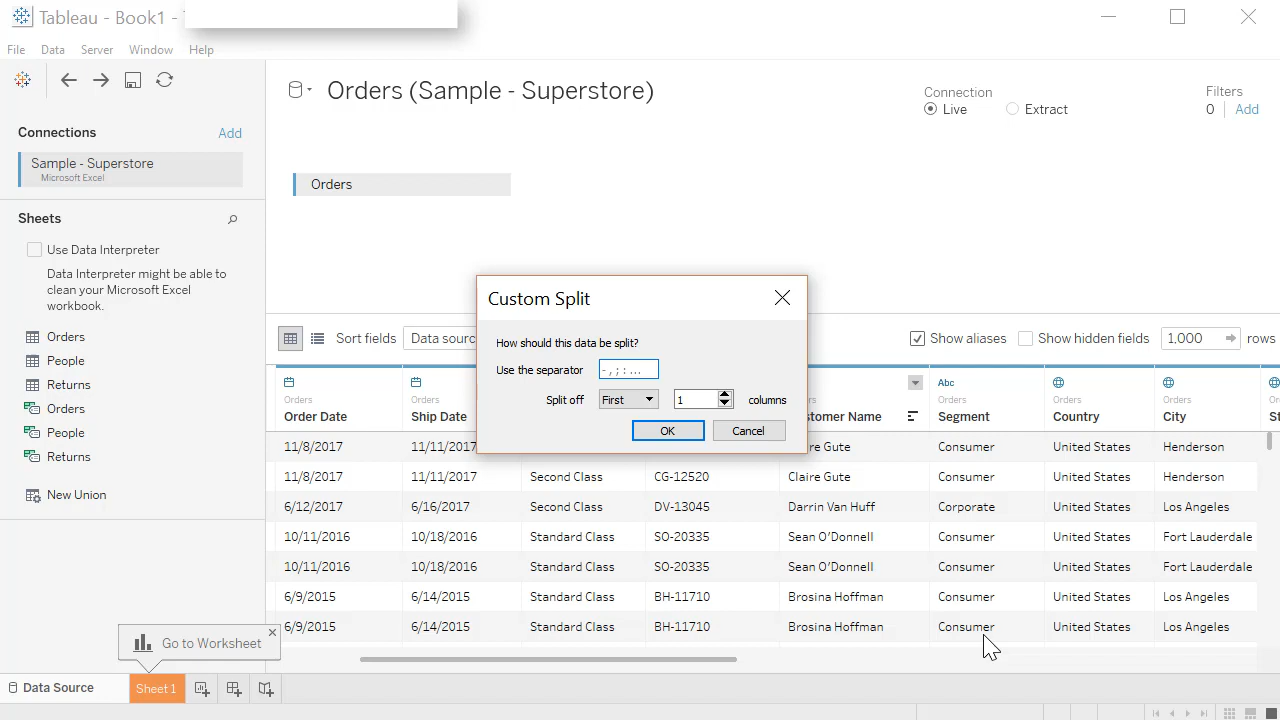 Tableau - Book1 -
File Data Server Window Help
Connections Add
Sample - Superstore
Microsoft Excel
Sheets
Use Data Interpreter
Data Interpreter might be able to
clean your Microsoft Excel
workbook.
Orders
People
Returns
Orders
People
Returns
New Union
Orders (Sample - Superstore)
Connection
Live Extract
Filters
0 Add
Orders
Sort fields Data sourc
Show aliases Show hidden fields 1,000 rows
Custom Split
How should this data be split?
Use the separator - , ; : ...
Split off First 1 columns
OK Cancel
Abc
Orders Orders Orders Orders Orders
Order Date Ship Date tomer Name Segment Country City
11/8/2017 11/11/2017 re Gute Consumer United States Henderson
11/8/2017 11/11/2017 Second Class CG-12520 Claire Gute Consumer United States Henderson
6/12/2017 6/16/2017 Second Class DV-13045 Darrin Van Huff Corporate United States Los Angeles
10/11/2016 10/18/2016 Standard Class SO-20335 Sean O'Donnell Consumer United States Fort Lauderdale
10/11/2016 10/18/2016 Standard Class SO-20335 Sean O'Donnell Consumer United States Fort Lauderdale
6/9/2015 6/14/2015 Standard Class BH-11710 Brosina Hoffman Consumer United States Los Angeles
6/9/2015 6/14/2015 Standard Class BH-11710 Brosina Hoffman Consumer United States Los Angeles
Go to Worksheet
Data Source Sheet 1